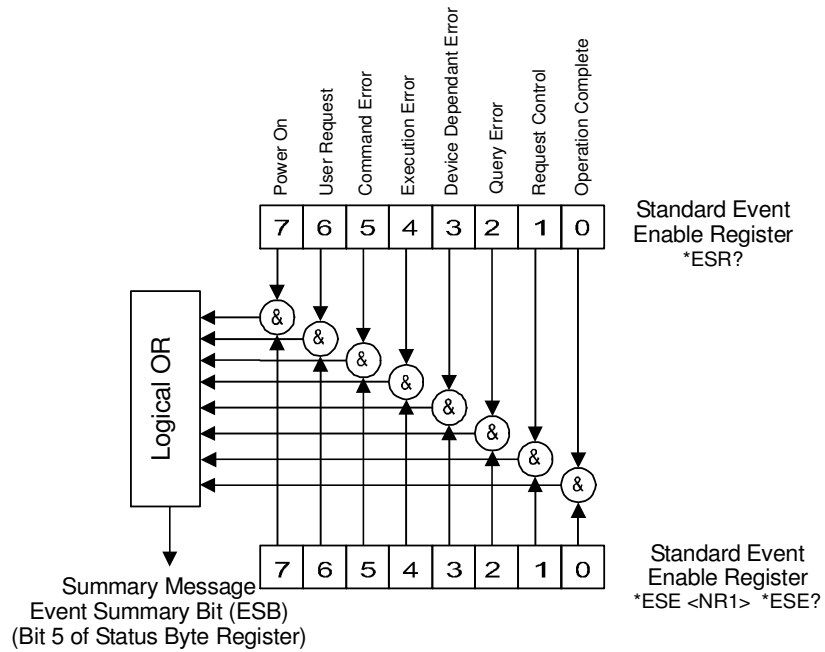 Power On
User Request
Command Error
Execution Error
Device Dependant Error
Query Error
Request Control
Operation Complete
7 6 5 4 3 2 1 0
Standard Event
Enable Register
*ESR?
Logical OR
&
&
&
&
&
&
&
&
7 6 5 4 3 2 1 0
Standard Event
Enable Register
*ESE <NR1> *ESE?
Summary Message
Event Summary Bit (ESB)
(Bit 5 of Status Byte Register)